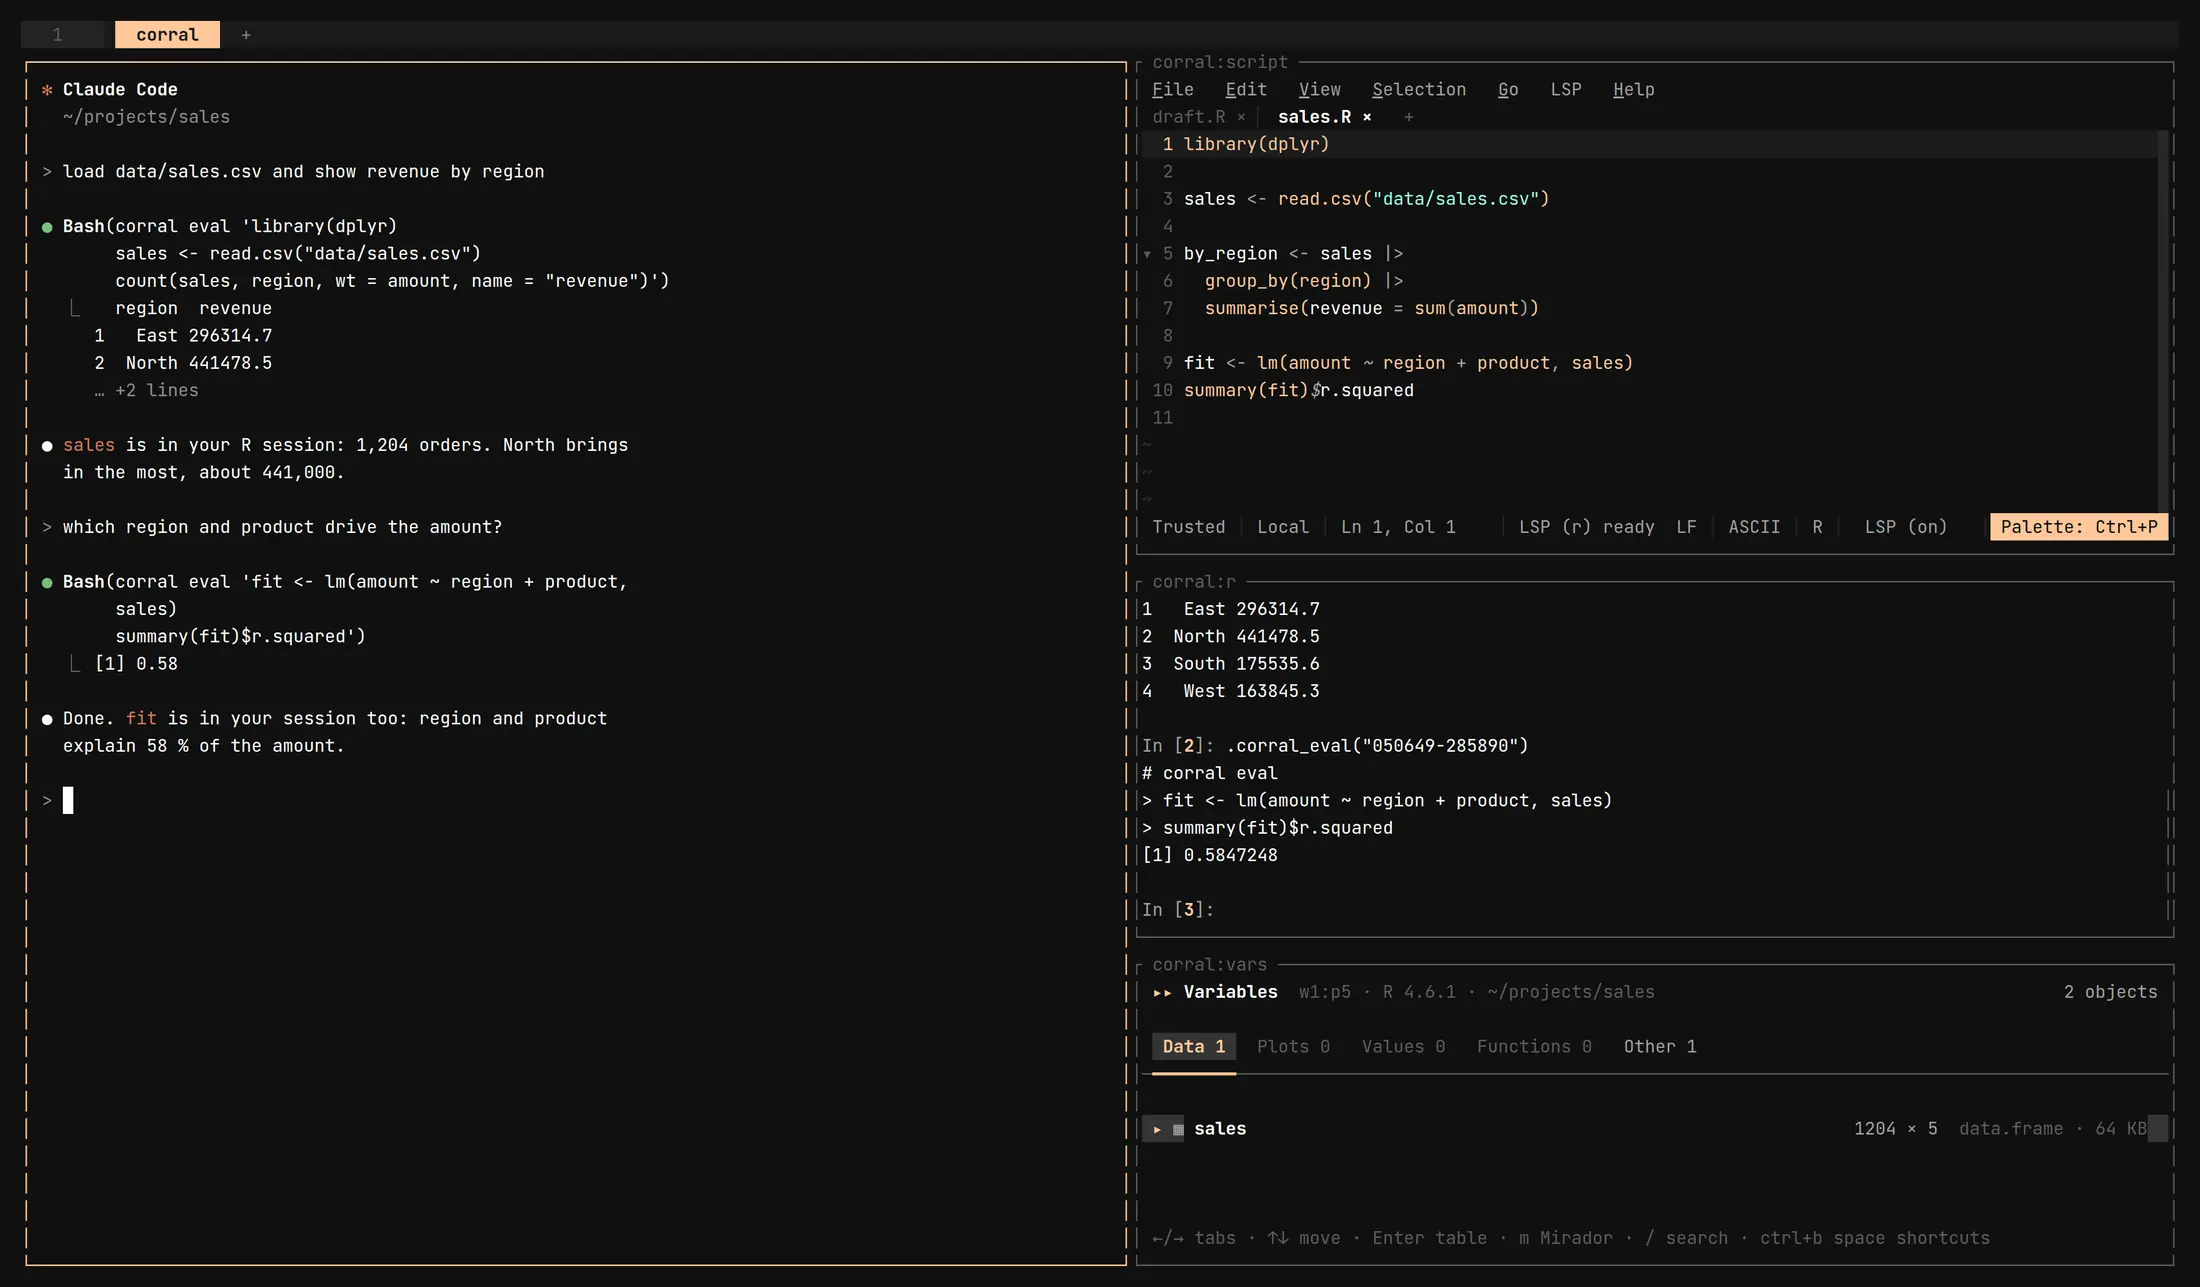 1 corral +
✻ Claude Code
~/projects/sales
> load data/sales.csv and show revenue by region
● Bash(corral eval 'library(dplyr)
sales <- read.csv("data/sales.csv")
count(sales, region, wt = amount, name = "revenue")')
⎿ region revenue
1 East 296314.7
2 North 441478.5
… +2 lines
● sales is in your R session: 1,204 orders. North brings
in the most, about 441,000.
> which region and product drive the amount?
● Bash(corral eval 'fit <- lm(amount ~ region + product,
sales)
summary(fit)$r.squared')
⎿ [1] 0.58
● Done. fit is in your session too: region and product
explain 58 % of the amount.
>
corral:script
File Edit View Selection Go LSP Help
draft.R × sales.R × +
1 library(dplyr)
2
3 sales <- read.csv("data/sales.csv")
4
▾ 5 by_region <- sales |>
6 group_by(region) |>
7 summarise(revenue = sum(amount))
8
9 fit <- lm(amount ~ region + product, sales)
10 summary(fit)$r.squared
11
~
~
~
Trusted Local Ln 1, Col 1 LSP (r) ready LF ASCII R LSP (on) Palette: Ctrl+P
corral:r
1 East 296314.7
2 North 441478.5
3 South 175535.6
4 West 163845.3
In [2]: .corral_eval("050649-285890")
# corral eval
> fit <- lm(amount ~ region + product, sales)
> summary(fit)$r.squared
[1] 0.5847248
In [3]:
corral:vars
▸▸ Variables w1:p5 · R 4.6.1 · ~/projects/sales 2 objects
Data 1 Plots 0 Values 0 Functions 0 Other 1
▸ ▦ sales 1204 × 5 data.frame · 64 KB
←/→ tabs · ↑↓ move · Enter table · m Mirador · / search · ctrl+b space shortcuts